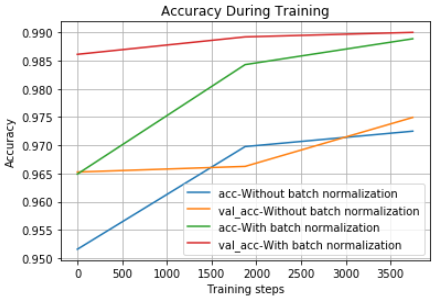 Accuracy During Training
0.990
0.985
0.980
0.975
0.970
0.965
0.960
0.955
0.950
Accuracy
acc-Without batch normalization
val_acc-Without batch normalization
acc-With batch normalization
val_acc-With batch normalization
0 500 1000 1500 2000 2500 3000 3500
Training steps